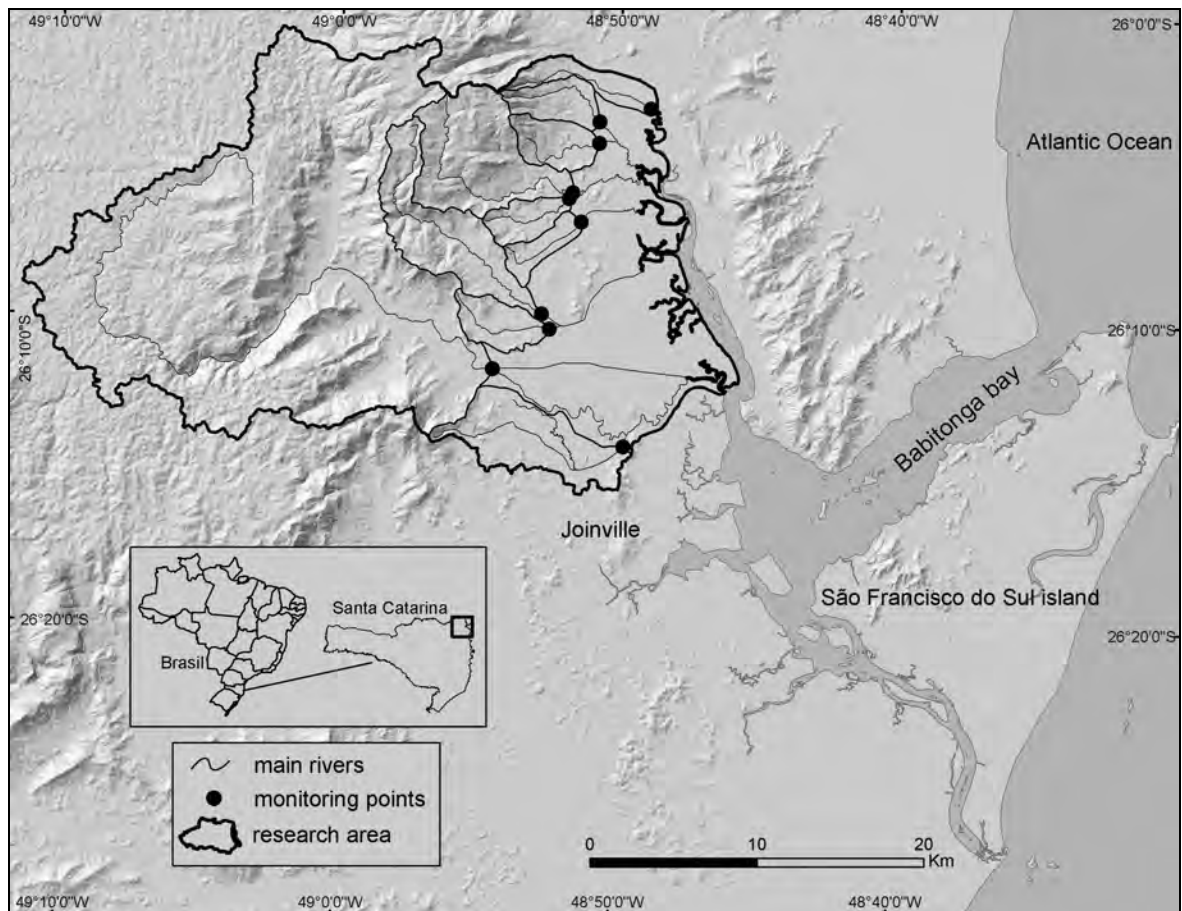 49°10'0"W
49°0'0"W
48°50'0"W
48°40'0"W
26°0'0"S
Atlantic Ocean
26°10'0"S
26°10'0"S
Babitonga bay
Joinville
São Francisco do Sul island
26°20'0"S
26°20'0"S
Santa Catarina
Brasil
main rivers
monitoring points
research area
0
10
20
Km
49°10'0"W
49°0'0"W
48°50'0"W
48°40'0"W